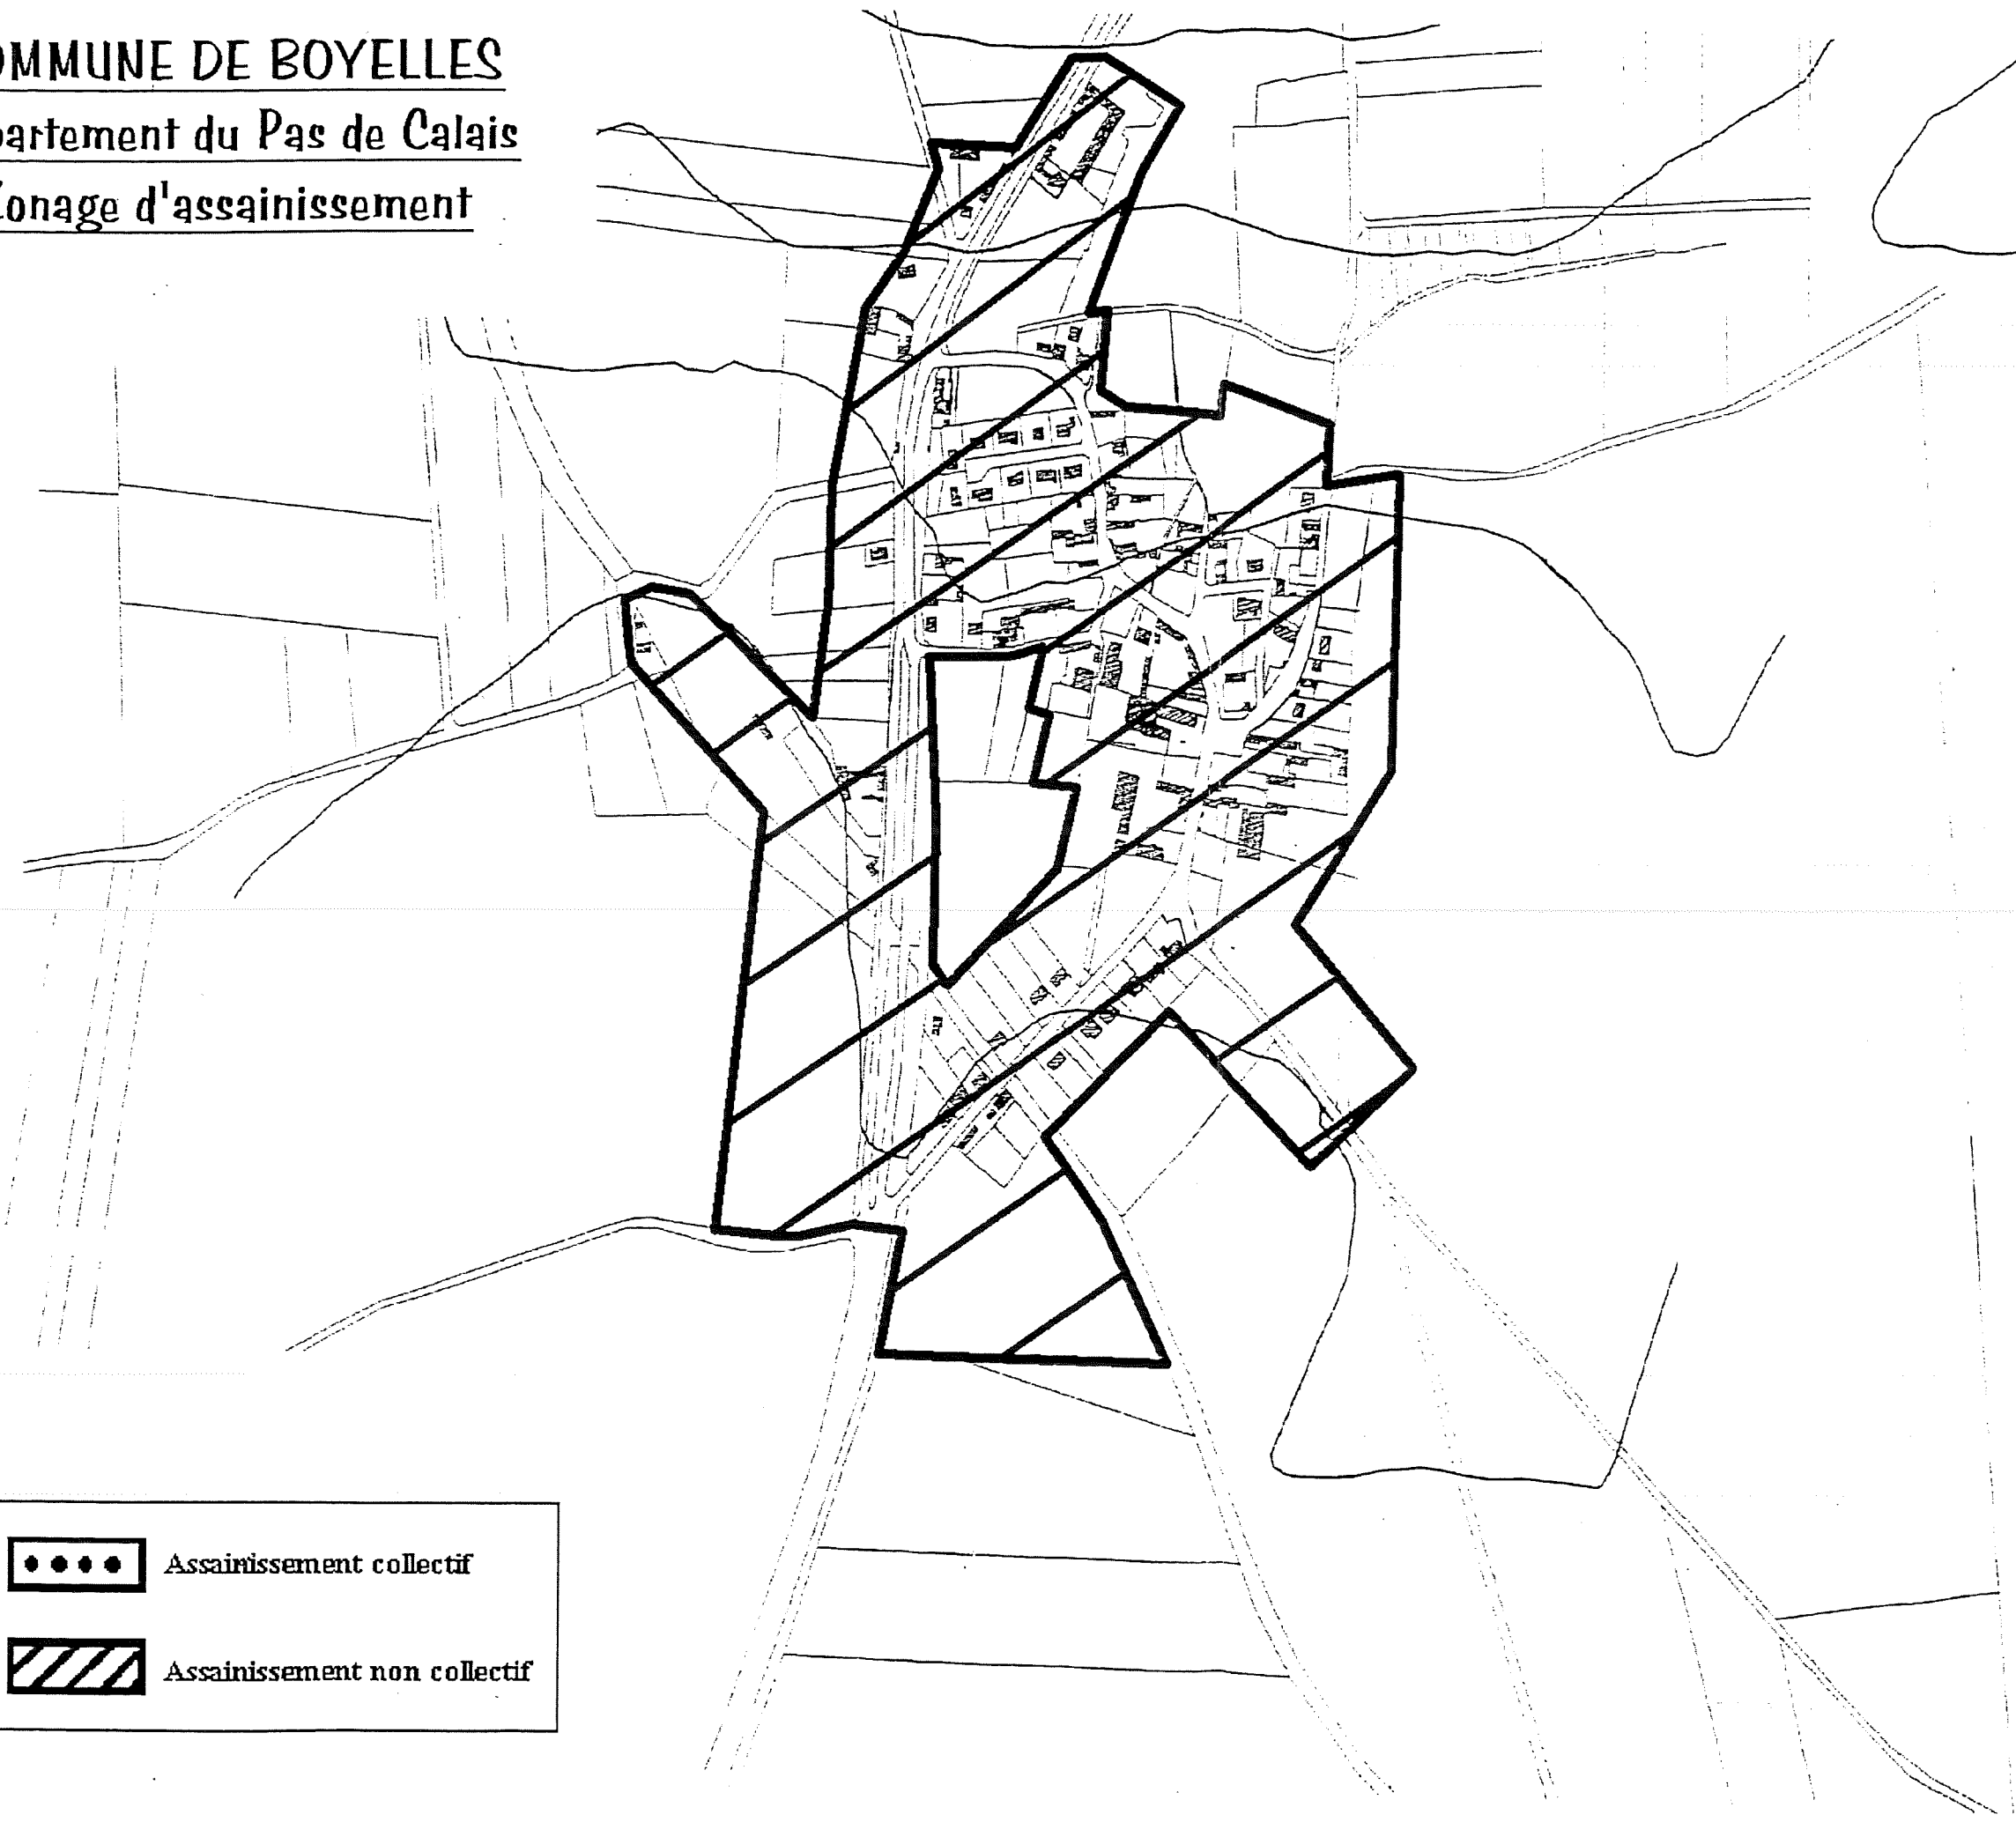 OMMUNE DE BOYELLES
partement du Pas de Calais
Zonage d'assainissement
Assainissement collectif
Assainissement non collectif